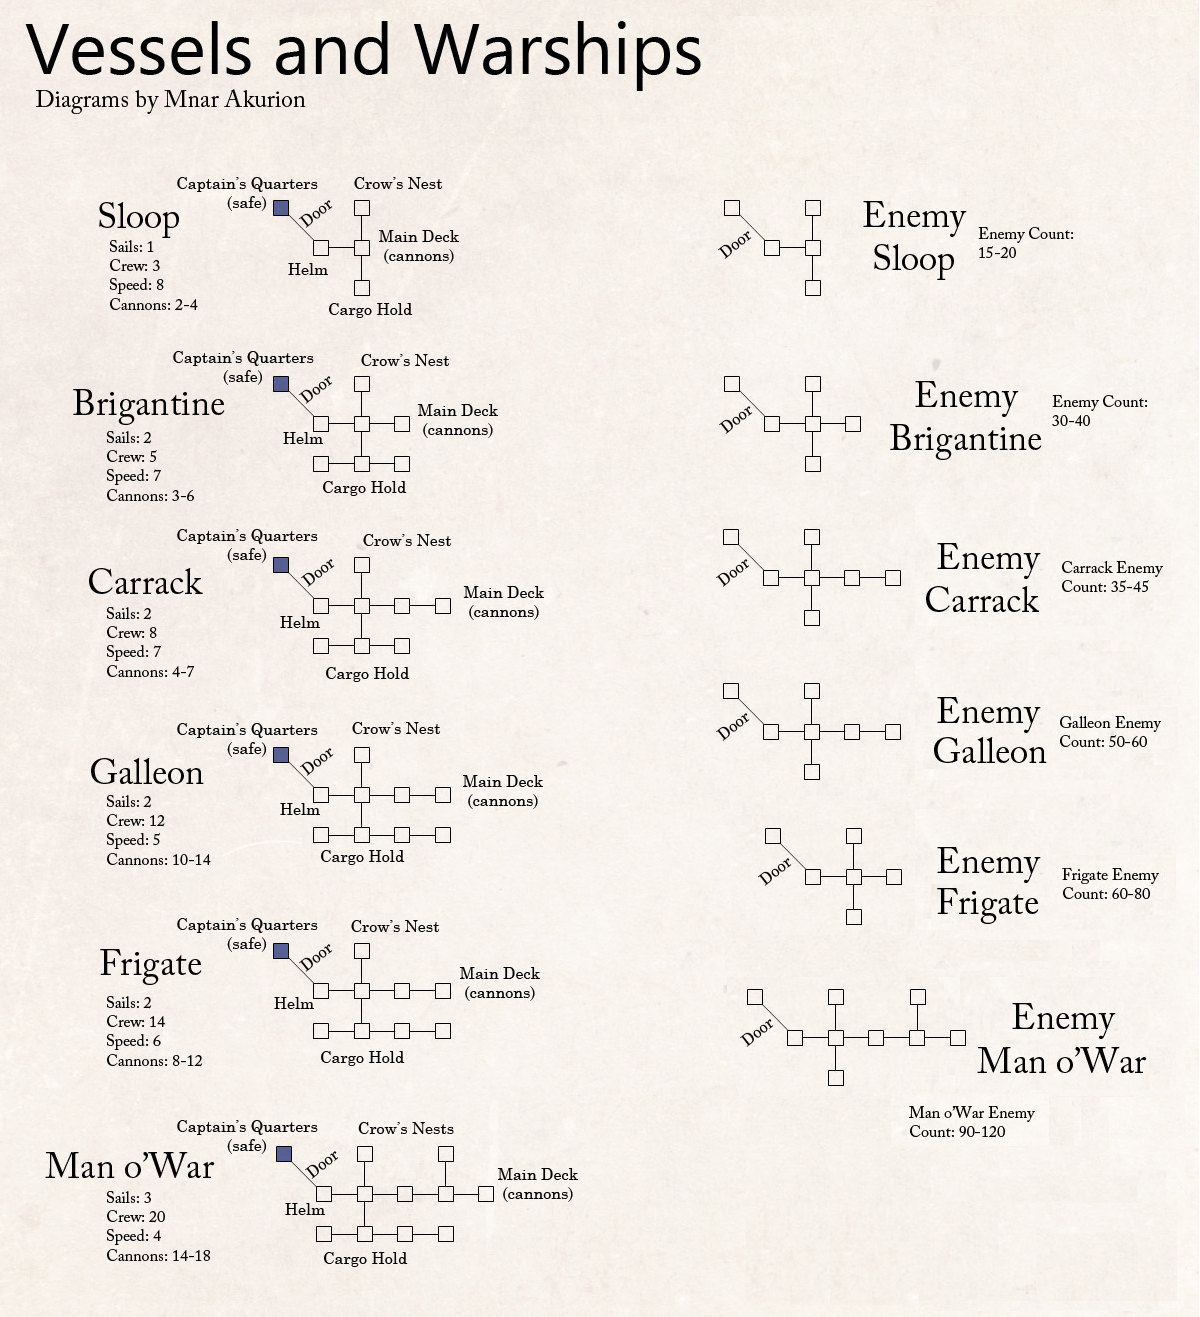 Vessels and Warships
Diagrams by Mnar Akurion
Captain's Quarters
(safe)
Crow's Nest
Door
Sloop
Sails: 1
Crew: 3
Speed: 8
Cannons: 2-4
Helm
Main Deck
(cannons)
Cargo Hold
Door
Enemy
Sloop
Enemy Count:
15-20
Captain's Quarters
(safe)
Crow's Nest
Door
Brigantine
Sails: 2
Crew: 5
Speed: 7
Cannons: 3-6
Helm
Main Deck
(cannons)
Cargo Hold
Door
Enemy
Brigantine
Enemy Count:
30-40
Captain's Quarters
(safe)
Crow's Nest
Door
Carrack
Sails: 2
Crew: 8
Speed: 7
Cannons: 4-7
Helm
Main Deck
(cannons)
Cargo Hold
Door
Enemy
Carrack
Carrack Enemy
Count: 35-45
Captain's Quarters
(safe)
Crow's Nest
Door
Galleon
Sails: 2
Crew: 12
Speed: 5
Cannons: 10-14
Helm
Main Deck
(cannons)
Cargo Hold
Door
Enemy
Galleon
Galleon Enemy
Count: 50-60
Captain's Quarters
(safe)
Crow's Nest
Door
Frigate
Sails: 2
Crew: 14
Speed: 6
Cannons: 8-12
Helm
Main Deck
(cannons)
Cargo Hold
Door
Enemy
Frigate
Frigate Enemy
Count: 60-80
Captain's Quarters
(safe)
Crow's Nests
Door
Man o'War
Sails: 3
Crew: 20
Speed: 4
Cannons: 14-18
Helm
Main Deck
(cannons)
Cargo Hold
Door
Enemy
Man o'War
Man o'War Enemy
Count: 90-120